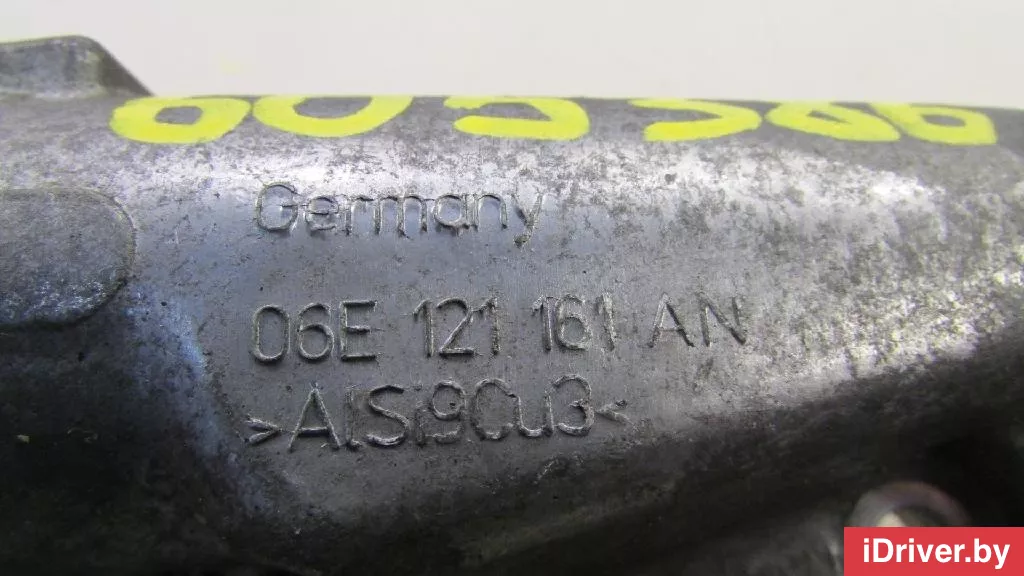 Germany
06E 121 161 AN
>AlSi9Cu3<
iDriver.by